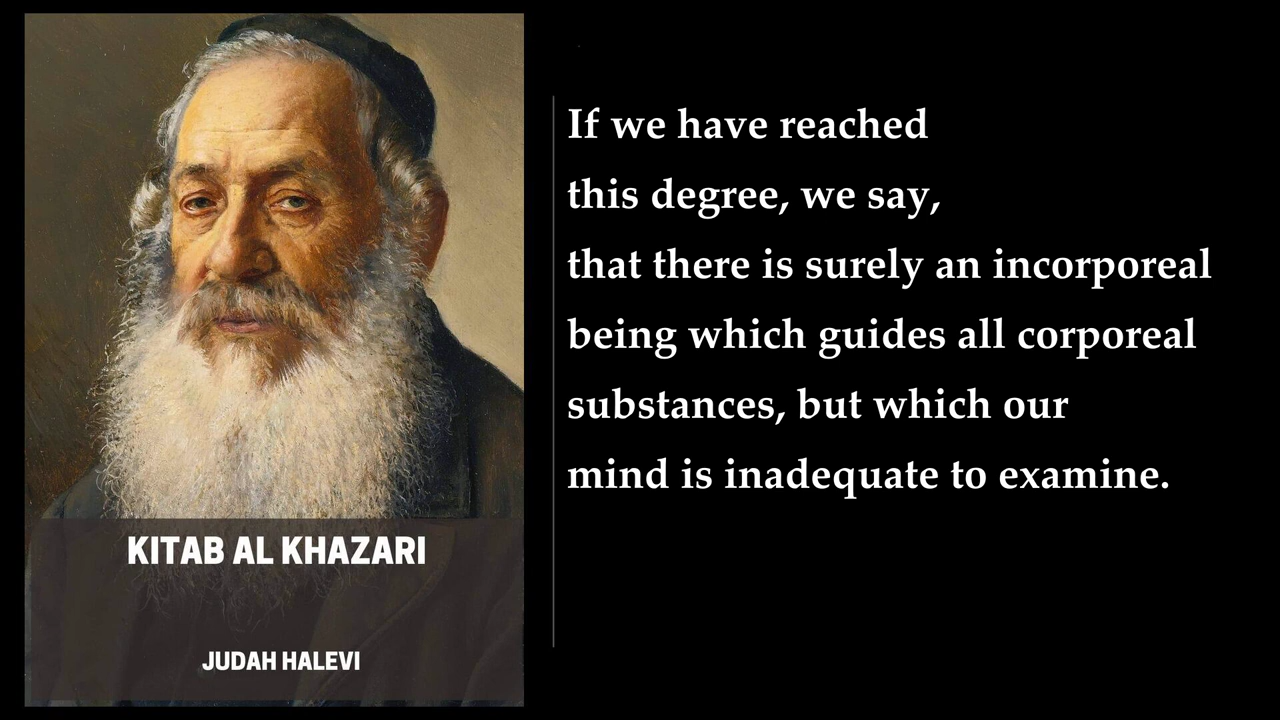 KITAB AL KHAZARI
JUDAH HALEVI
If we have reached
this degree, we say,
that there is surely an incorporeal
being which guides all corporeal
substances, but which our
mind is inadequate to examine.